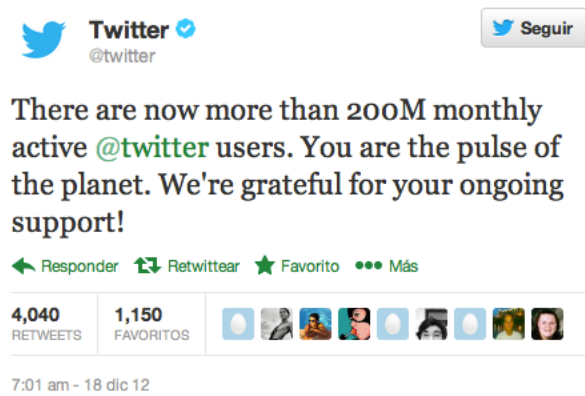 Twitter
@twitter
Seguir
There are now more than 200M monthly
active @twitter users. You are the pulse of
the planet. We're grateful for your ongoing
support!
Responder Retwittear Favorito Más
4,040 1,150
RETWEETS FAVORITOS
7:01 am - 18 dic 12